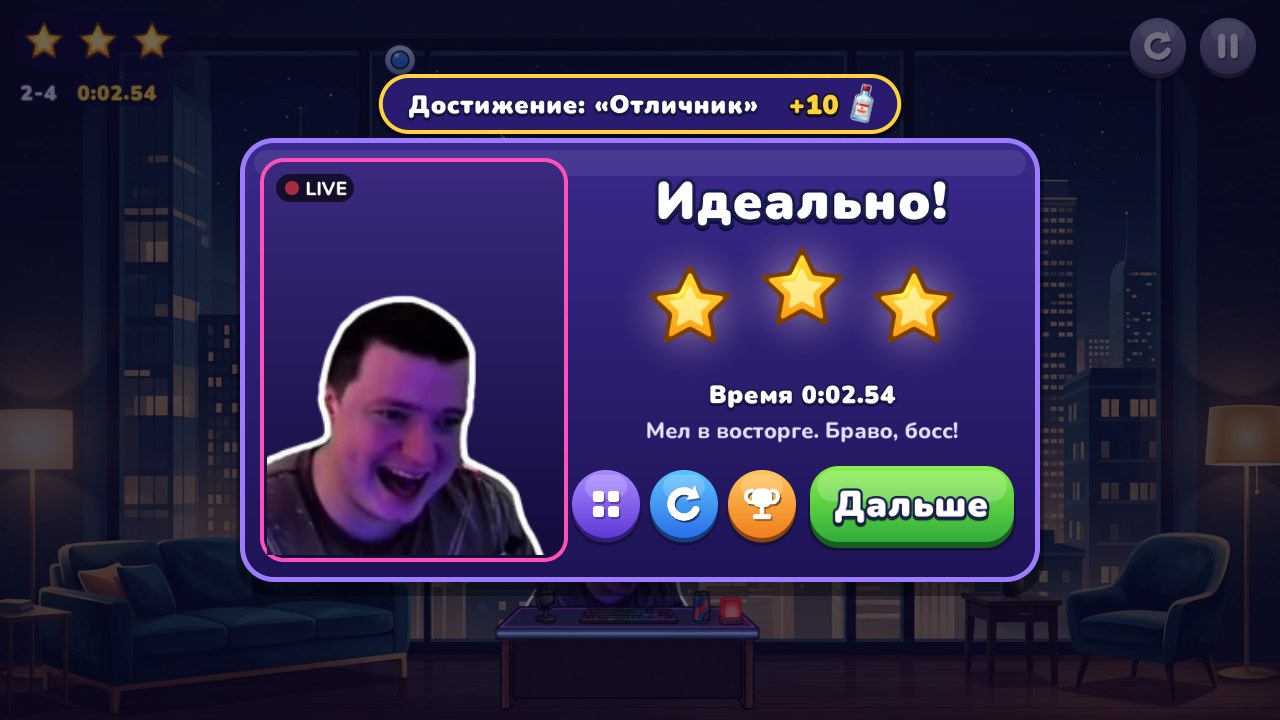 2-4 0:02.54
Достижение: «Отличник» +10
LIVE
Идеально!
Время 0:02.54
Мел в восторге. Браво, босс!
Дальше